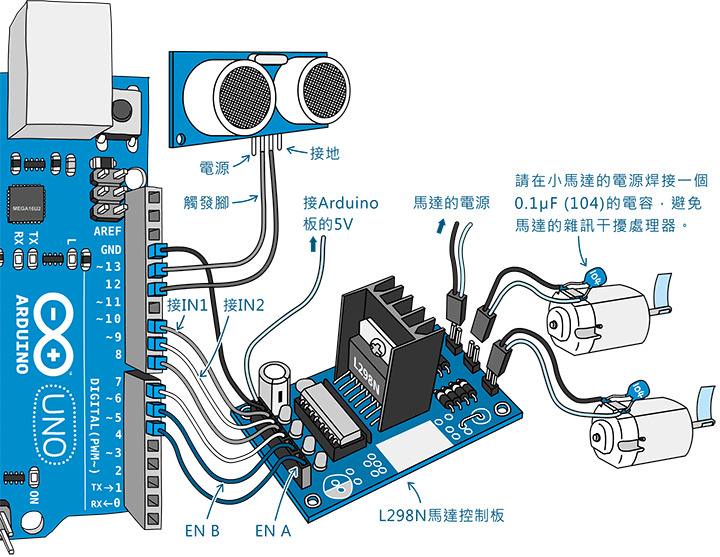 電源
接地
觸發腳
接Arduino
板的5V
馬達的電源
請在小馬達的電源焊接一個
0.1μF (104)的電容，避免
馬達的雜訊干擾處理器。
MEGA16U2
RX
TX
L
AREF
GND
~13
12
~11
~10
~9
8
7
~6
~5
4
~3
2
TX→1
RX←0
DIGITAL(PWM~)
ARDUINO
UNO
ON
接IN1
接IN2
L298N
104
104
EN B
EN A
L298N馬達控制板